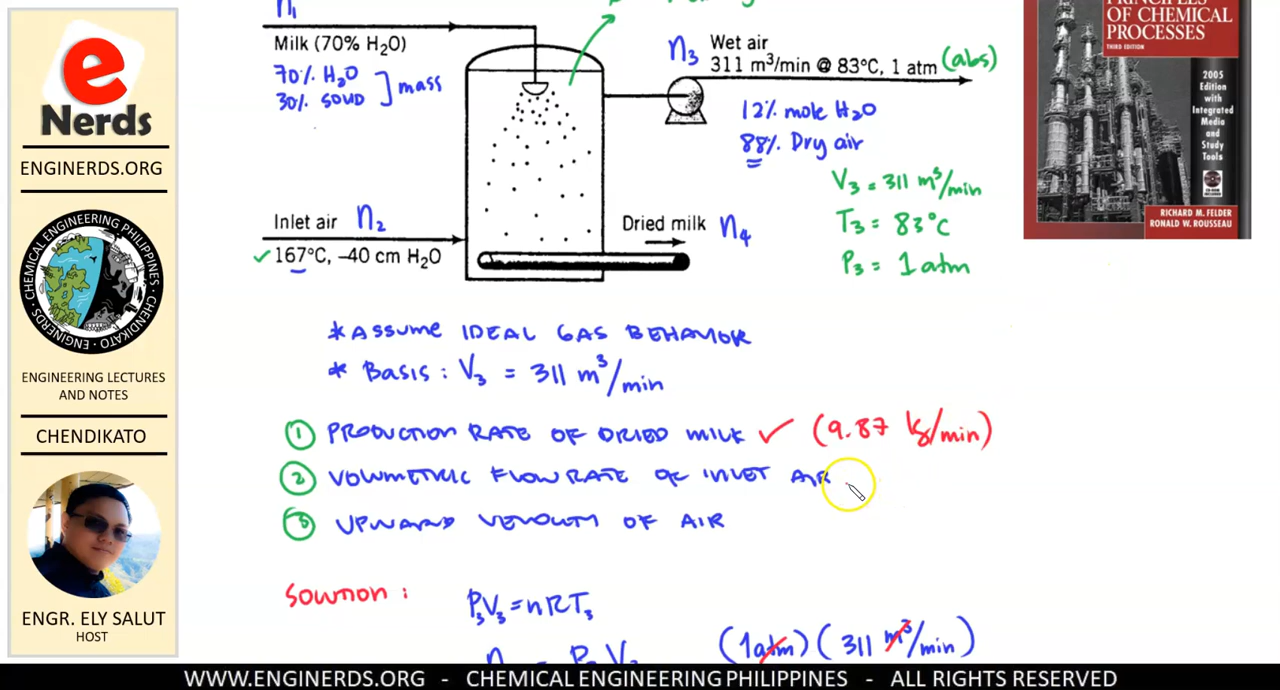 n1
PRINCIPLES
OF CHEMICAL
PROCESSES
THIRD EDITION
2005
Edition
with
Integrated
Media
and
Study
Tools
RICHARD M. FELDER
RONALD W. ROUSSEAU
e
Nerds
ENGINERDS.ORG
CHEMICAL ENGINEERING PHILIPPINES
CHENDIKATO ENGINERDS.ORG
ENGINEERING LECTURES
AND NOTES
CHENDIKATO
ENGR. ELY SALUT
HOST
Milk (70% H₂O)
70% H₂O
30% SOLID ] mass
n3 Wet air
311 m³/min @ 83°C, 1 atm (abs)
12% mole H₂O
88% Dry air
V3 = 311 m³/min
T3 = 83°C
P3 = 1 atm
Inlet air n2
✓ 167°C, –40 cm H₂O
Dried milk n4
* ASSUME IDEAL GAS BEHAVIOR
* BASIS : V3 = 311 m³/min
① PRODUCTION RATE OF DRIED MILK ✓ (9.87 kg/min)
② VOLUMETRIC FLOW RATE OF INLET AIR
③ UPWARD VELOCITY OF AIR
SOLUTION :
P3V3 = nRT3
(1 atm) (311 m³/min)
WWW.ENGINERDS.ORG - CHEMICAL ENGINEERING PHILIPPINES - ALL RIGHTS RESERVED